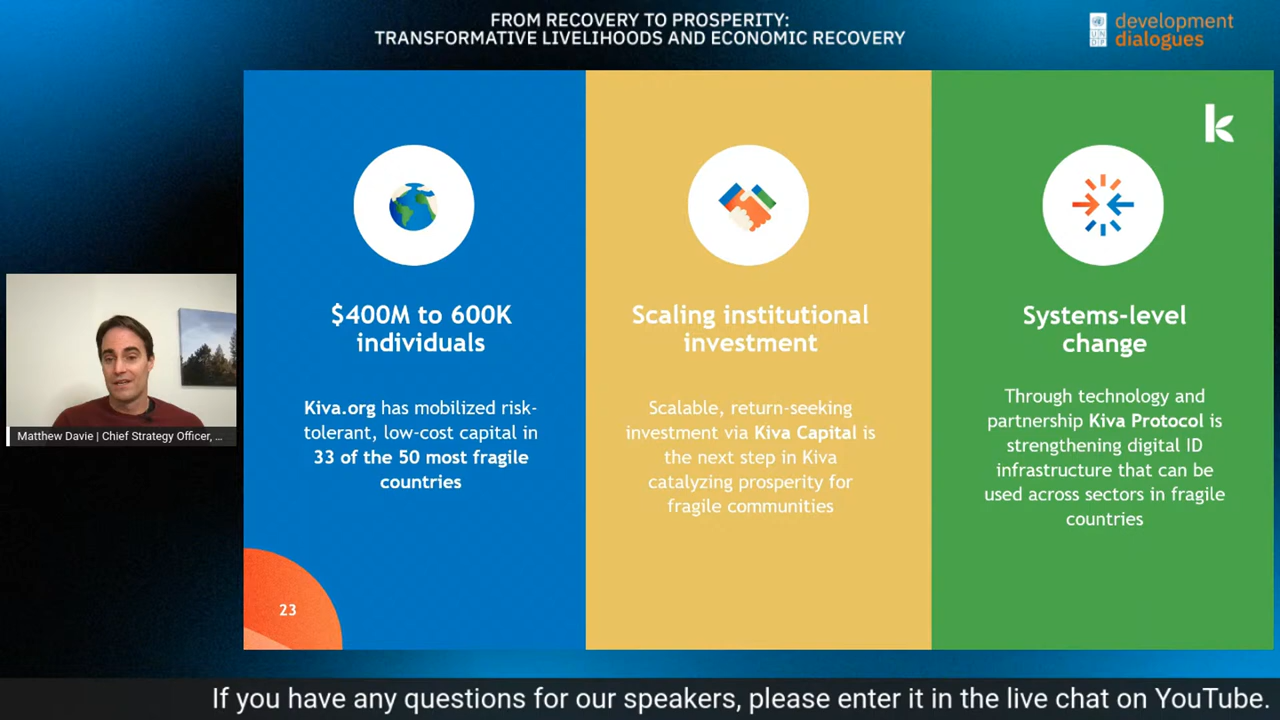 FROM RECOVERY TO PROSPERITY:
TRANSFORMATIVE LIVELIHOODS AND ECONOMIC RECOVERY
UN
DP
development
dialogues
k
$400M to 600K
individuals
Kiva.org has mobilized risk-
tolerant, low-cost capital in
33 of the 50 most fragile
countries
23
Scaling institutional
investment
Scalable, return-seeking
investment via Kiva Capital is
the next step in Kiva
catalyzing prosperity for
fragile communities
Systems-level
change
Through technology and
partnership Kiva Protocol is
strengthening digital ID
infrastructure that can be
used across sectors in fragile
countries
Matthew Davie | Chief Strategy Officer, ...
If you have any questions for our speakers, please enter it in the live chat on YouTube.